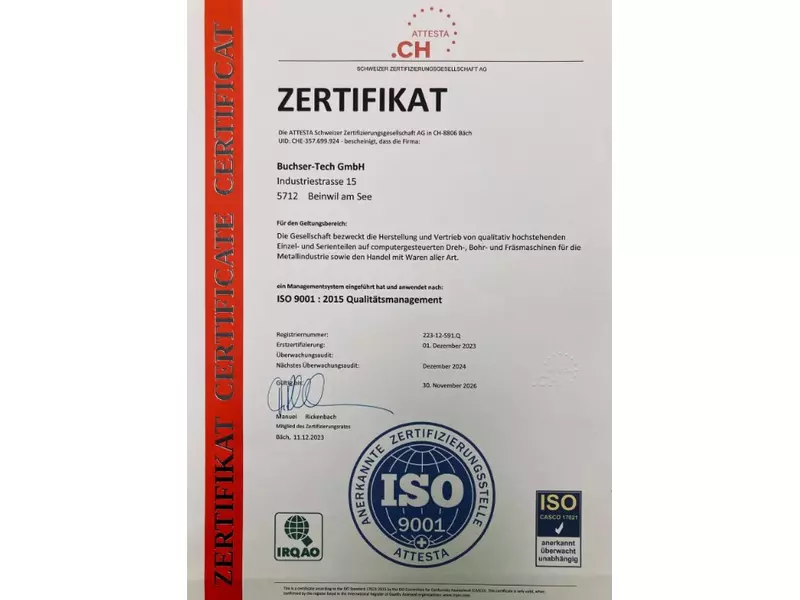 ZERTIFIKAT CERTIFICATE CERTIFICAT
ATTESTA
.CH
SCHWEIZER ZERTIFIZIERUNGSGESELLSCHAFT AG
ZERTIFIKAT
Die ATTESTA Schweizer Zertifizierungsgesellschaft AG in CH-8806 Bäch
UID: CHE-357.699.924 - bescheinigt, dass die Firma:
Buchser-Tech GmbH
Industriestrasse 15
5712 Beinwil am See
Für den Geltungsbereich:
Die Gesellschaft bezweckt die Herstellung und Vertrieb von qualitativ hochstehenden
Einzel- und Serienteilen auf computergesteuerten Dreh-, Bohr- und Fräsmaschinen für die
Metallindustrie sowie den Handel mit Waren aller Art.
ein Managementsystem eingeführt hat und anwendet nach:
ISO 9001 : 2015 Qualitätsmanagement
Registriernummer: 223-12-591.Q
Erstzertifizierung: 01. Dezember 2023
Überwachungsaudit:
Nächstes Überwachungsaudit: Dezember 2024
Gültig bis: 30. November 2026
Manuel Rickenbach
Mitglied des Zertifizierungsrates
Bäch, 11.12.2023
ANERKANNTE ZERTIFIZIERUNGSSTELLE
ISO
9001
ATTESTA
IRQAO
ISO
CASCO 17021
anerkannt
überwacht
unabhängig